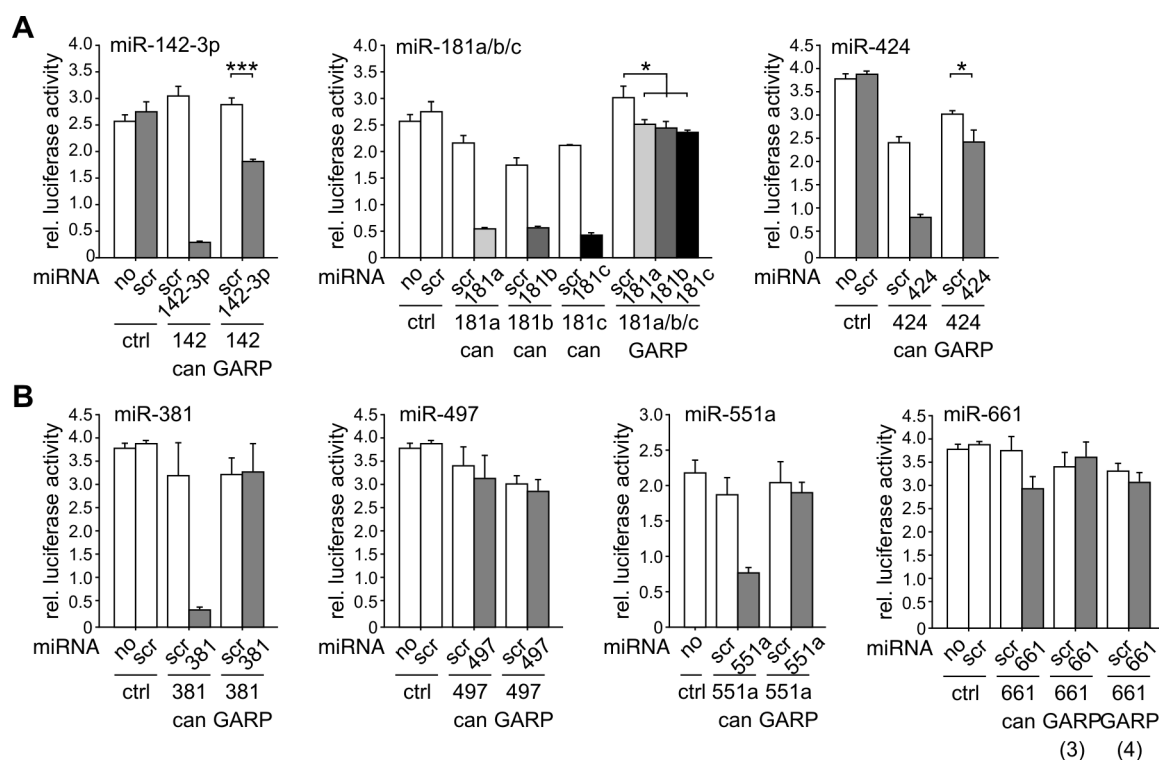 A
miR-142-3p
rel. luciferase activity
4.0
3.5
3.0
2.5
2.0
1.5
1.0
0.5
0
***
miRNA
no
scr
scr
142-3p
scr
142-3p
ctrl
142
142
can
GARP
miR-181a/b/c
rel. luciferase activity
4.0
3.5
3.0
2.5
2.0
1.5
1.0
0.5
0
*
miRNA
no
scr
scr
181a
scr
181b
scr
181c
scr
181a
181b
181c
ctrl
181a
181b
181c
181a/b/c
can
can
can
GARP
miR-424
rel. luciferase activity
4.5
4.0
3.5
3.0
2.5
2.0
1.5
1.0
0.5
0
*
miRNA
no
scr
scr
424
scr
424
ctrl
424
424
can
GARP
B
miR-381
rel. luciferase activity
4.5
4.0
3.5
3.0
2.5
2.0
1.5
1.0
0.5
0
miRNA
no
scr
scr
381
scr
381
ctrl
381
381
can
GARP
miR-497
rel. luciferase activity
4.5
4.0
3.5
3.0
2.5
2.0
1.5
1.0
0.5
0
miRNA
no
scr
scr
497
scr
497
ctrl
497
497
can
GARP
miR-551a
rel. luciferase activity
3.0
2.5
2.0
1.5
1.0
0.5
0
miRNA
no
scr
551a
scr
551a
ctrl
551a
551a
can
GARP
miR-661
rel. luciferase activity
4.5
4.0
3.5
3.0
2.5
2.0
1.5
1.0
0.5
0
miRNA
no
scr
scr
661
scr
661
scr
661
ctrl
661
661
661
can
GARP
GARP
(3)
(4)